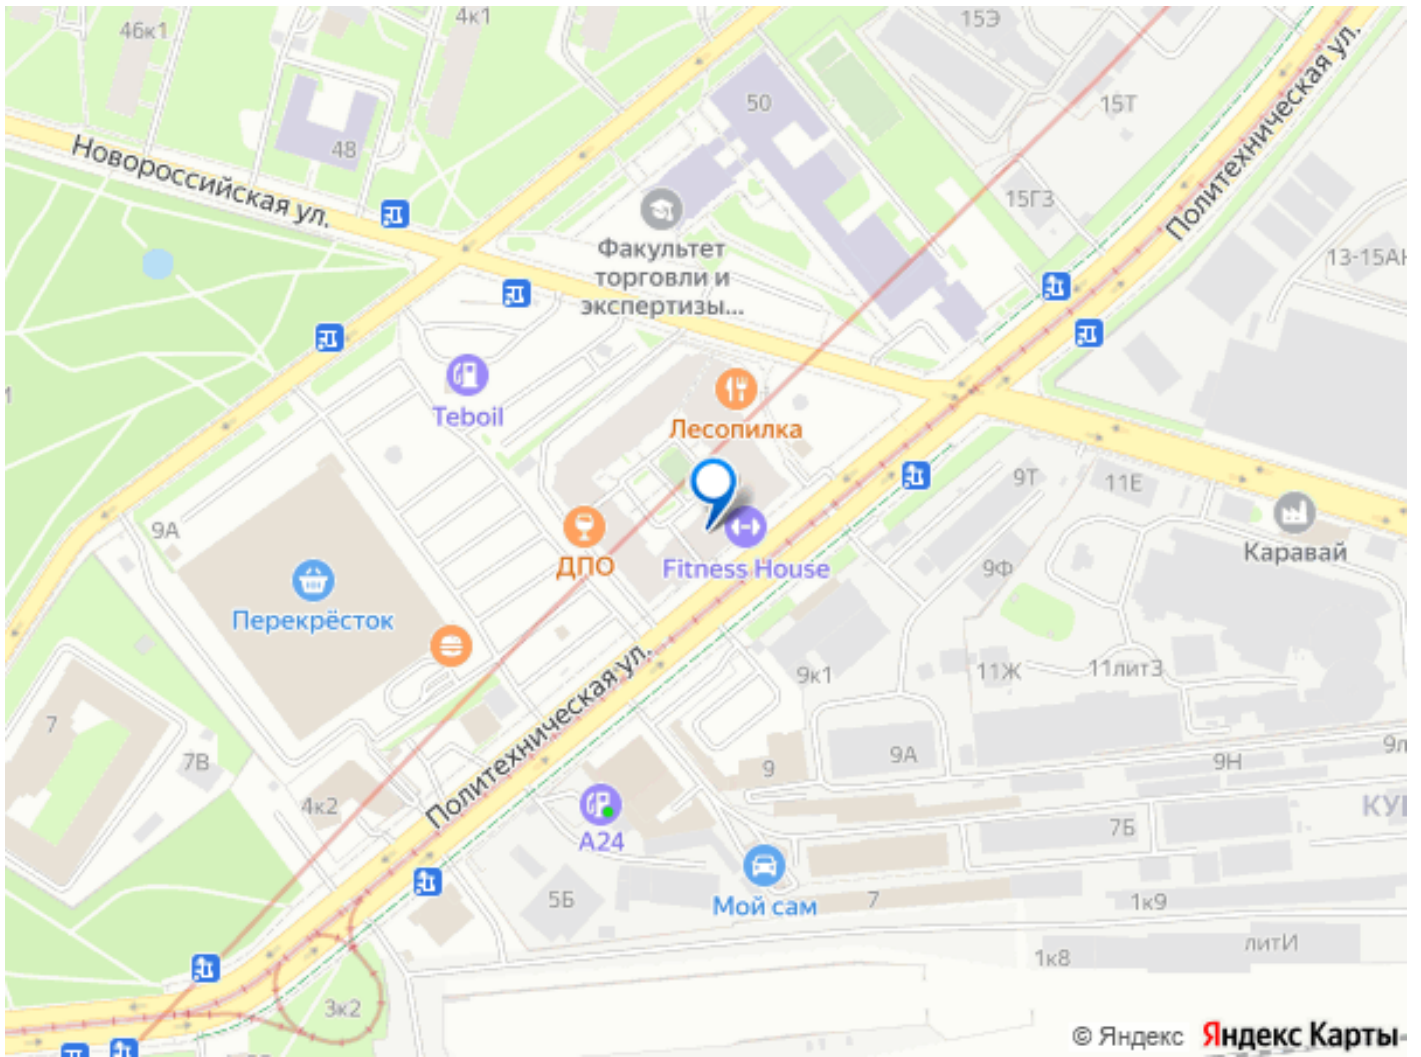 46к1
4к1
15Э
Политехническая ул.
50
15Т
Новороссийская ул.
48
15Г3
Факультет
торговли и
экспертизы...
13-15А
Teboil
Лесопилка
9Т
11Е
9А
ДПО
Fitness House
Каравай
9Ф
Перекрёсток
Политехническая ул.
9к1
11Ж
11лит3
7
7В
9
9А
9Н
4к2
А24
7Б
5Б
Мой сам
7
1к9
литИ
1к8
3к2
© Яндекс Яндекс Карты